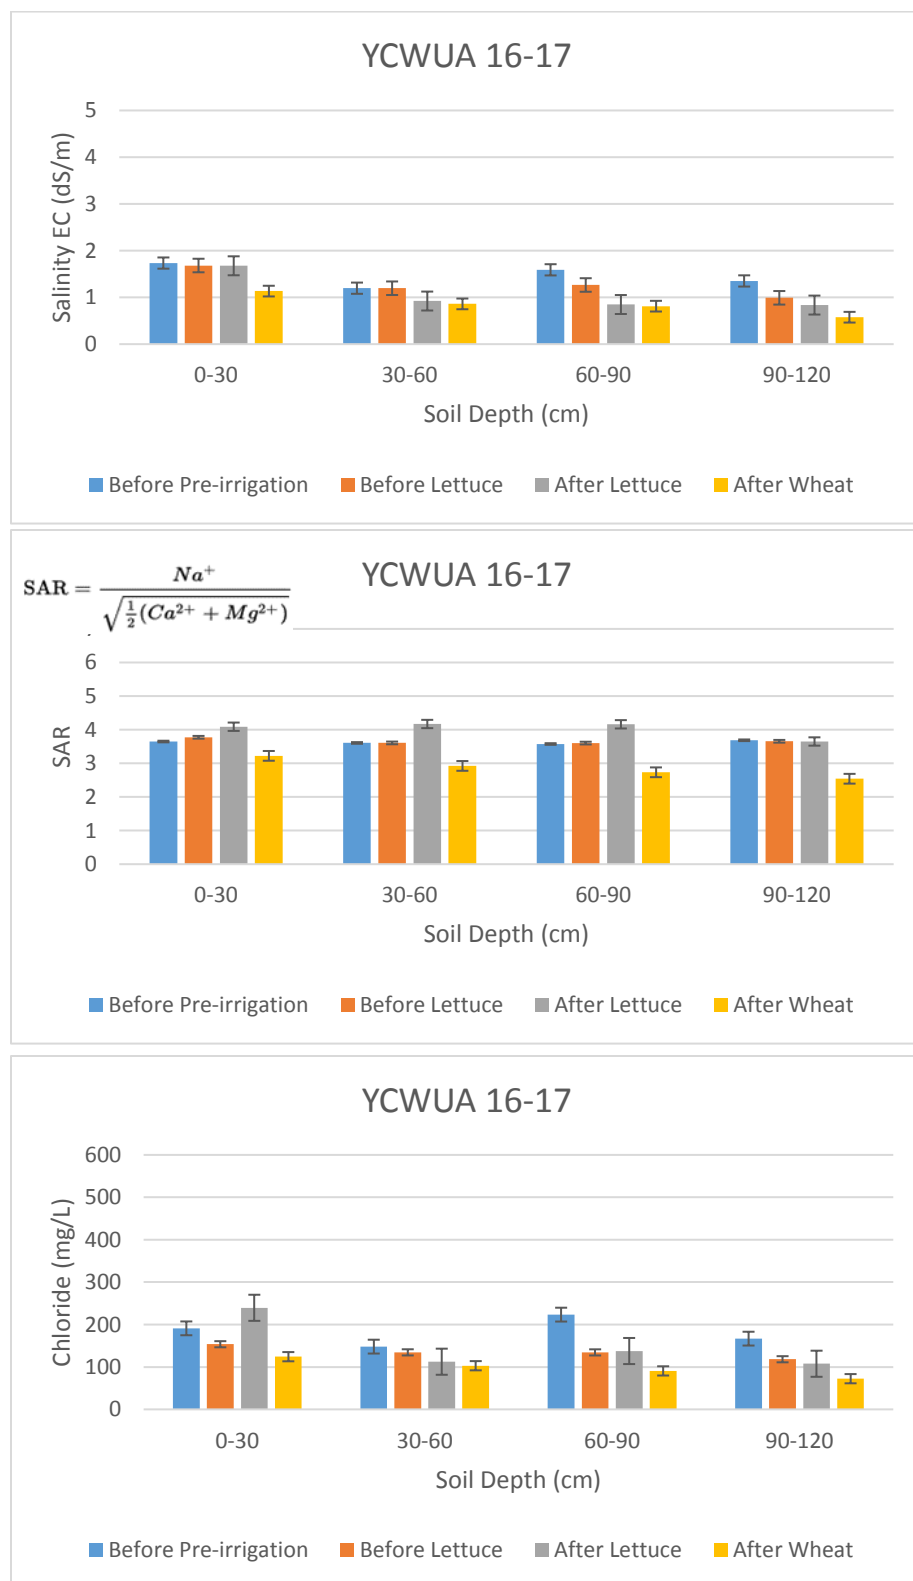 YCWUA 16-17
5
4
3
2
1
0
Salinity EC (dS/m)
0-30 30-60 60-90 90-120
Soil Depth (cm)
Before Pre-irrigation Before Lettuce After Lettuce After Wheat
YCWUA 16-17
SAR = Na⁺ / √(½(Ca²⁺ + Mg²⁺))
6
5
4
3
2
1
0
SAR
0-30 30-60 60-90 90-120
Soil Depth (cm)
Before Pre-irrigation Before Lettuce After Lettuce After Wheat
YCWUA 16-17
600
500
400
300
200
100
0
Chloride (mg/L)
0-30 30-60 60-90 90-120
Soil Depth (cm)
Before Pre-irrigation Before Lettuce After Lettuce After Wheat